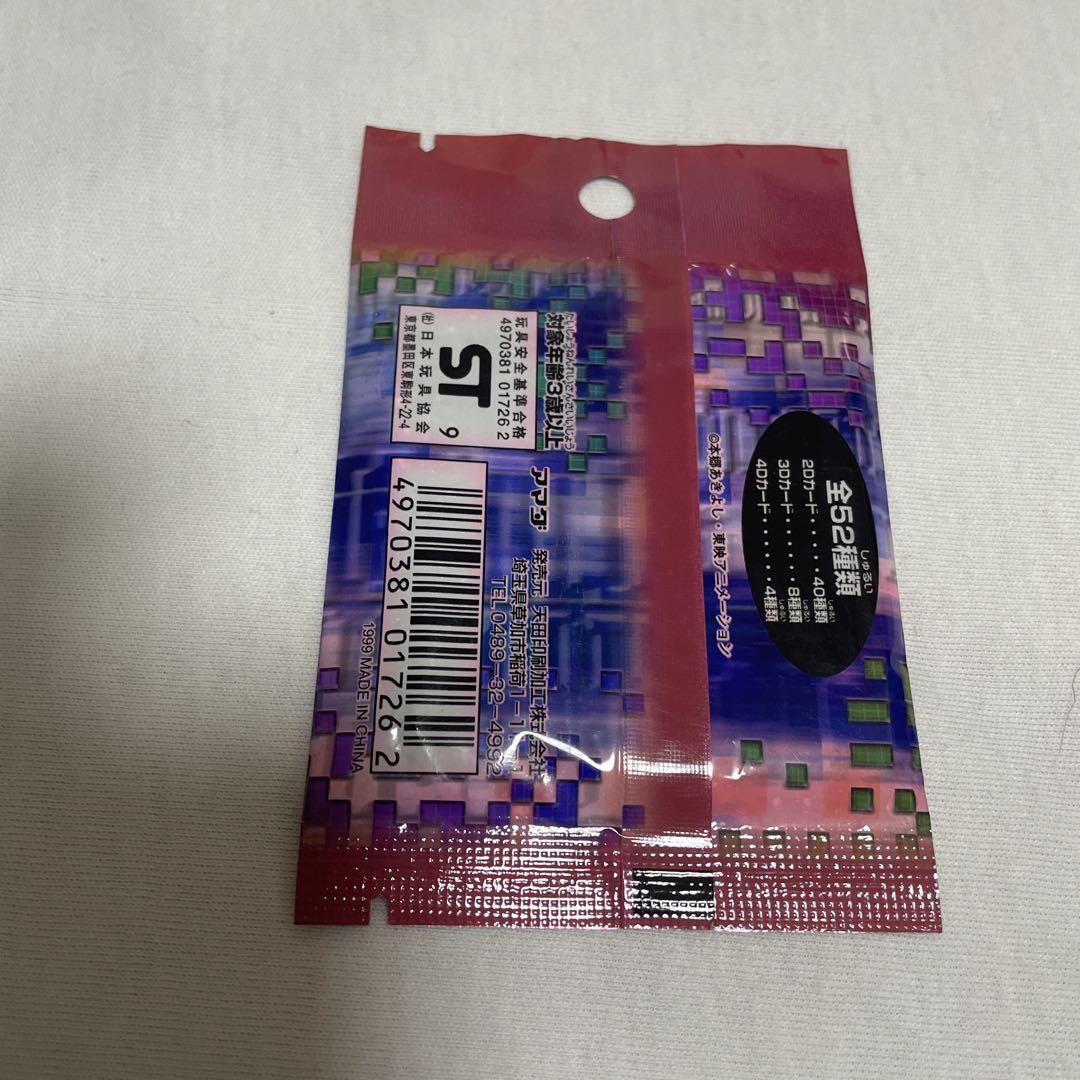 対象年齢3歳以上
たいしょうねんれいさんさいいじょう
玩具安全基準合格
4970381 01726 2
ST 9
(社)日本玩具協会
東京都墨田区東駒形4-22-4
アマダ
発売元 天田印刷加工株式会社
埼玉県草加市稲荷1-1
TEL 0489-32-4992
4970381017262
1999 MADE IN CHINA
しゅるい
全52種類
2Dカード・・・・・・40種類
しゅるい
3Dカード・・・・・・8種類
しゅるい
4Dカード・・・・・・4種類
しゅるい
©本郷あきよし・東映アニメーション